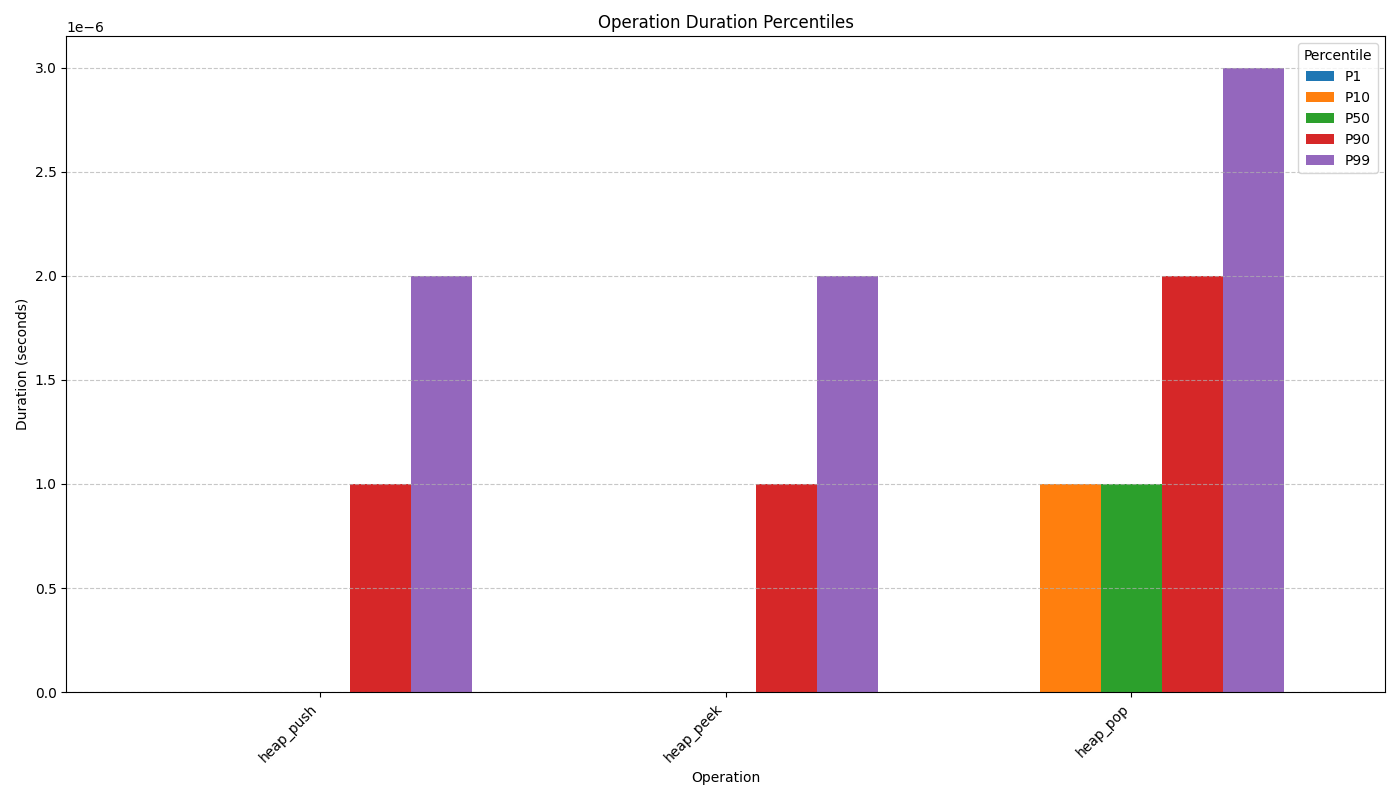 Operation Duration Percentiles
1e−6
3.0
2.5
2.0
1.5
1.0
0.5
0.0
Duration (seconds)
Percentile
P1
P10
P50
P90
P99
heap_push
heap_peek
heap_pop
Operation